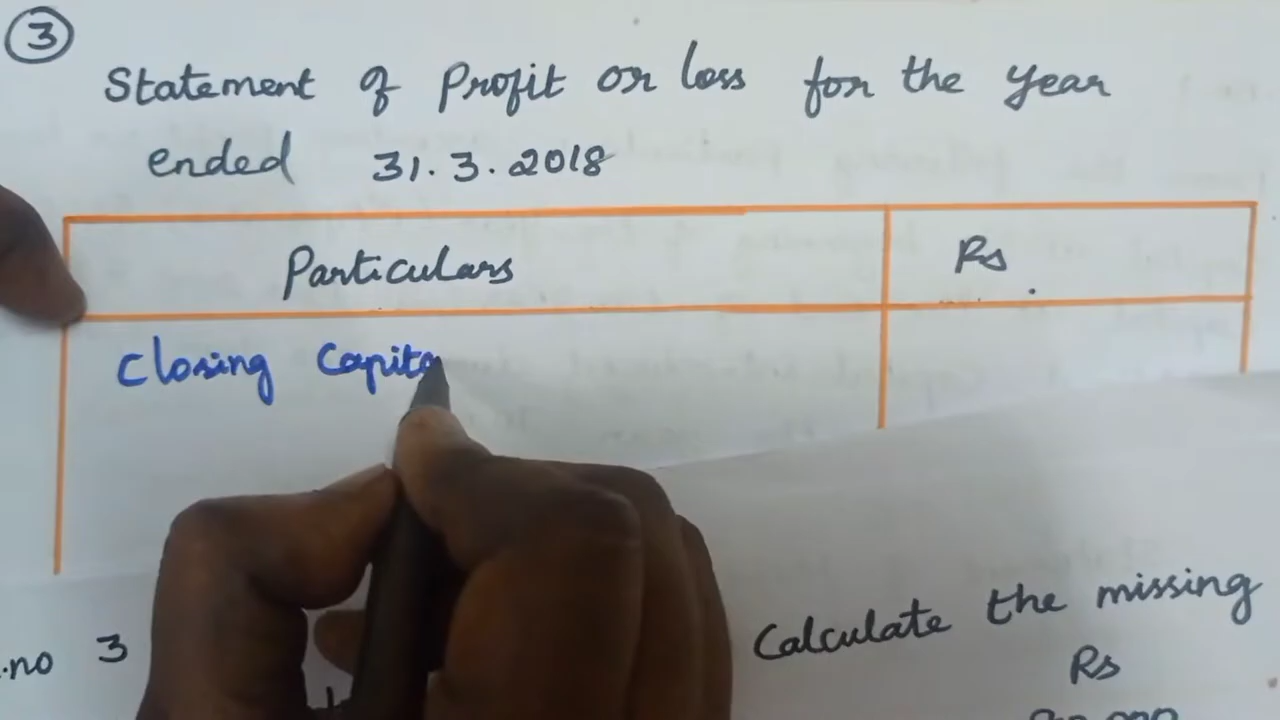 3
Statement of Profit or loss for the Year
ended 31.3.2018
Particulars Rs
Closing Capita
.no 3 Calculate the missing
Rs